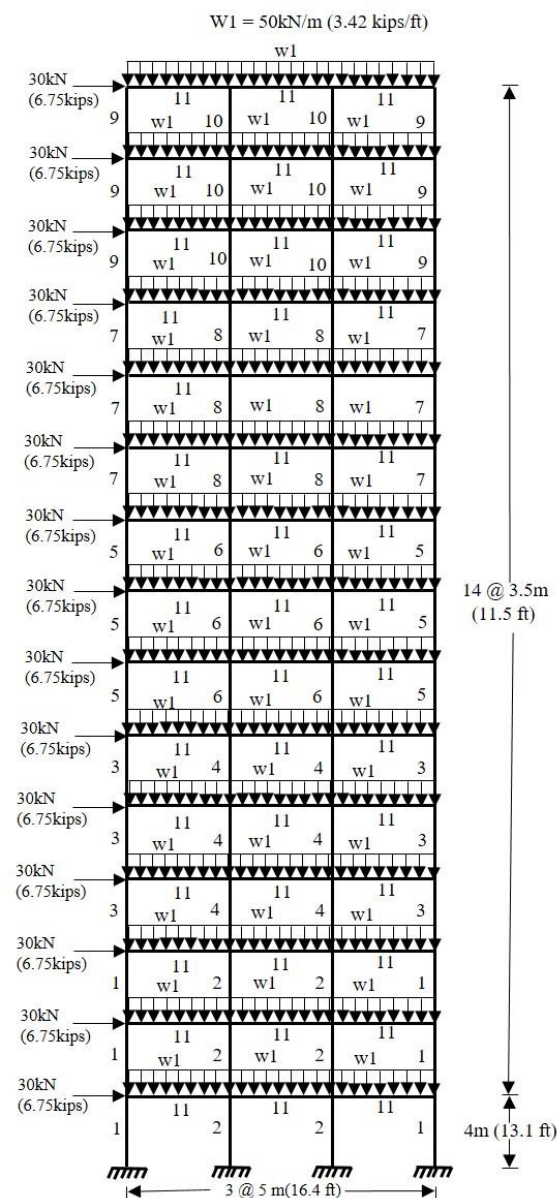 W1 = 50kN/m (3.42 kips/ft)
w1
30kN
(6.75kips) 11 11 11
9 w1 10 w1 10 w1 9
30kN
(6.75kips) 11 11 11
9 w1 10 w1 10 w1 9
30kN
(6.75kips) 11 11 11
9 w1 10 w1 10 w1 9
30kN
(6.75kips) 11 11 11
7 w1 8 w1 8 w1 7
30kN
(6.75kips) 11
7 w1 8 w1 8 w1 7
30kN
(6.75kips) 11 11 11
7 w1 8 w1 8 w1 7
30kN
(6.75kips) 11 11 11
5 w1 6 w1 6 w1 5
30kN
(6.75kips) 11 11 11
5 w1 6 w1 6 w1 5
14 @ 3.5m
(11.5 ft)
30kN
(6.75kips) 11 11 11
5 w1 6 w1 6 w1 5
30kN
(6.75kips) 11 11 11
3 w1 4 w1 4 w1 3
30kN
(6.75kips) 11 11 11
3 w1 4 w1 4 w1 3
30kN
(6.75kips) 11 11 11
3 w1 4 w1 4 w1 3
30kN
(6.75kips) 11 11 11
1 w1 2 w1 2 w1 1
30kN
(6.75kips) 11 11 11
1 w1 2 w1 2 w1 1
30kN
(6.75kips) 11 11 11
1 2 2 1
4m (13.1 ft)
3 @ 5 m(16.4 ft)